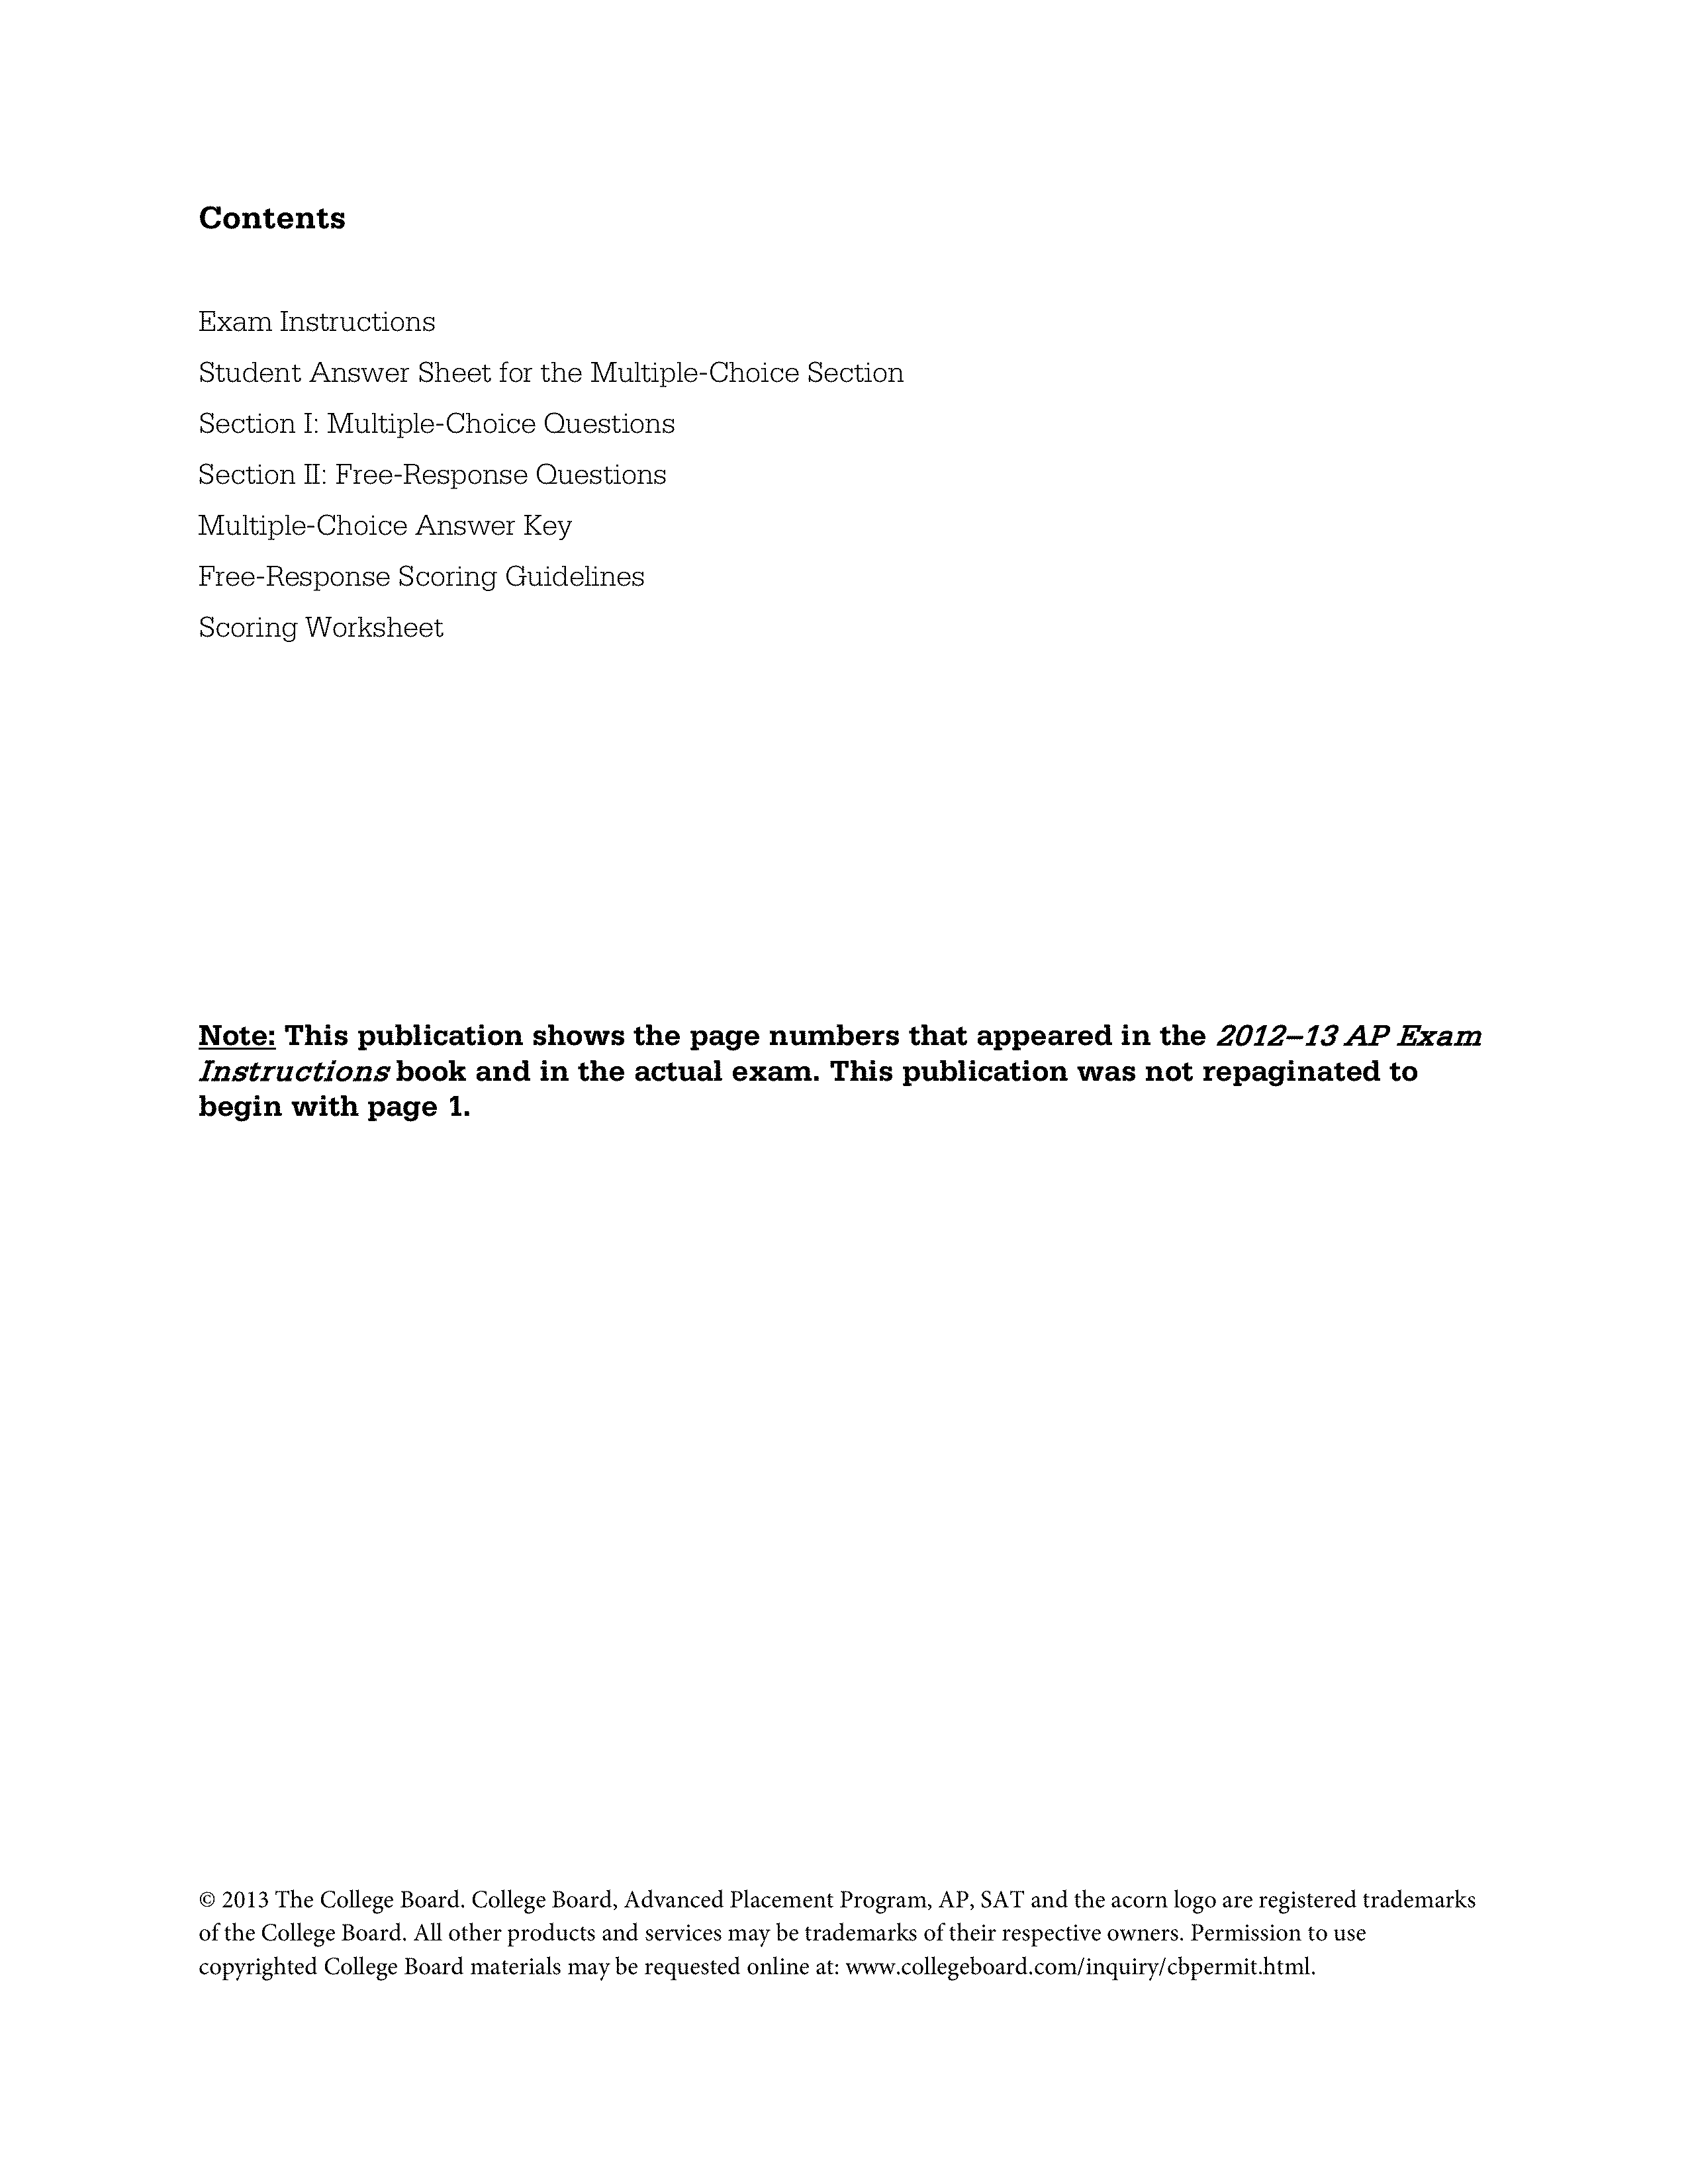 Contents
Exam Instructions
Student Answer Sheet for the Multiple-Choice Section
Section I: Multiple-Choice Questions
Section II: Free-Response Questions
Multiple-Choice Answer Key
Free-Response Scoring Guidelines
Scoring Worksheet
Note: This publication shows the page numbers that appeared in the 2012–13 AP Exam
Instructions book and in the actual exam. This publication was not repaginated to
begin with page 1.
© 2013 The College Board. College Board, Advanced Placement Program, AP, SAT and the acorn logo are registered trademarks
of the College Board. All other products and services may be trademarks of their respective owners. Permission to use
copyrighted College Board materials may be requested online at: www.collegeboard.com/inquiry/cbpermit.html.